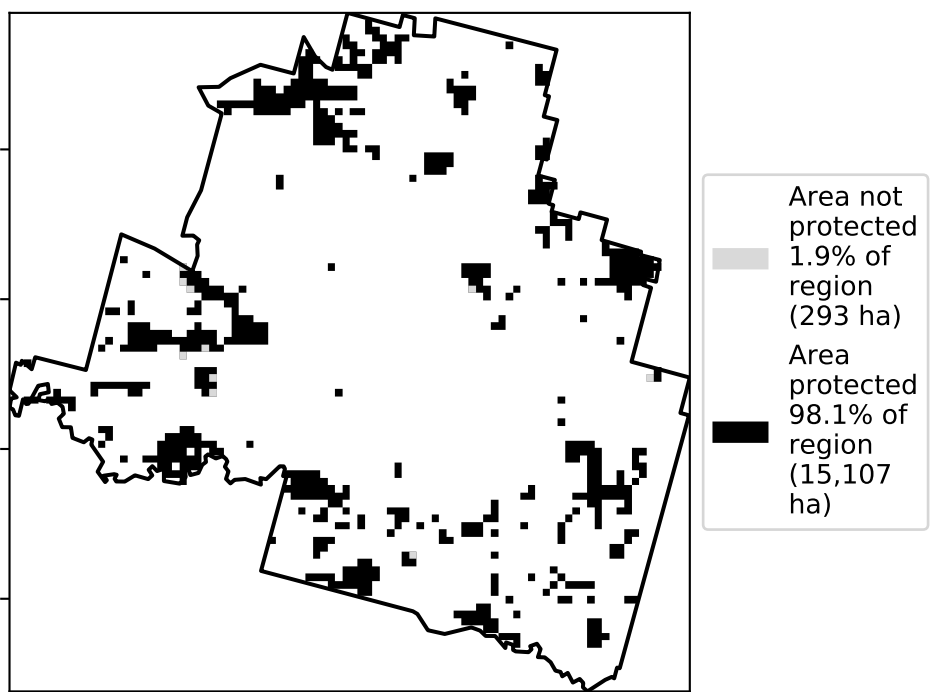 Area not
protected
1.9% of
region
(293 ha)
Area
protected
98.1% of
region
(15,107
ha)